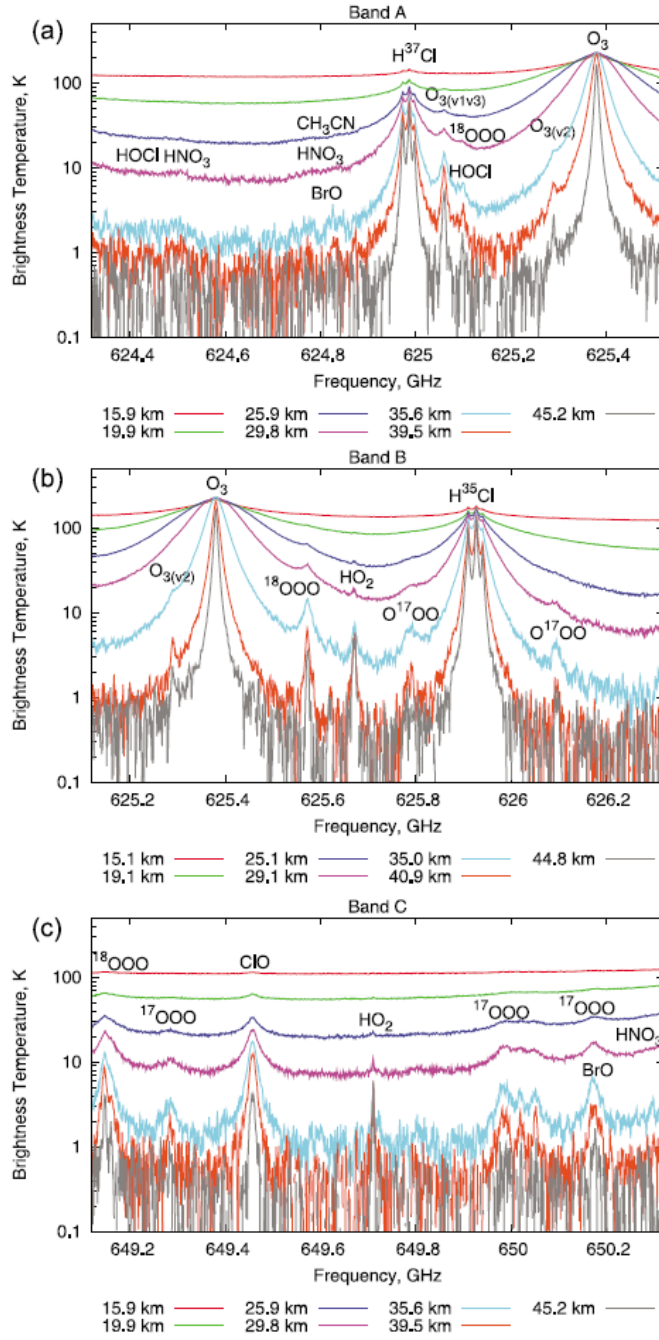 Band A
(a)
Brightness Temperature, K
100
10
1
0.1
H³⁷Cl
O₃
O₃(v1v3)
CH₃CN
¹⁸OOO
O₃(v2)
HOCl HNO₃
HNO₃
HOCl
BrO
624.4 624.6 624.8 625 625.2 625.4
Frequency, GHz
15.9 km 25.9 km 35.6 km 45.2 km
19.9 km 29.8 km 39.5 km
Band B
(b)
Brightness Temperature, K
100
10
1
0.1
O₃
H³⁵Cl
O₃(v2)
¹⁸OOO
HO₂
O¹⁷OO
O¹⁷OO
625.2 625.4 625.6 625.8 626 626.2
Frequency, GHz
15.1 km 25.1 km 35.0 km 44.8 km
19.1 km 29.1 km 40.9 km
Band C
(c)
Brightness Temperature, K
100
10
1
0.1
¹⁸OOO
ClO
¹⁷OOO
HO₂
¹⁷OOO
¹⁷OOO
HNO₃
BrO
649.2 649.4 649.6 649.8 650 650.2
Frequency, GHz
15.9 km 25.9 km 35.6 km 45.2 km
19.9 km 29.8 km 39.5 km